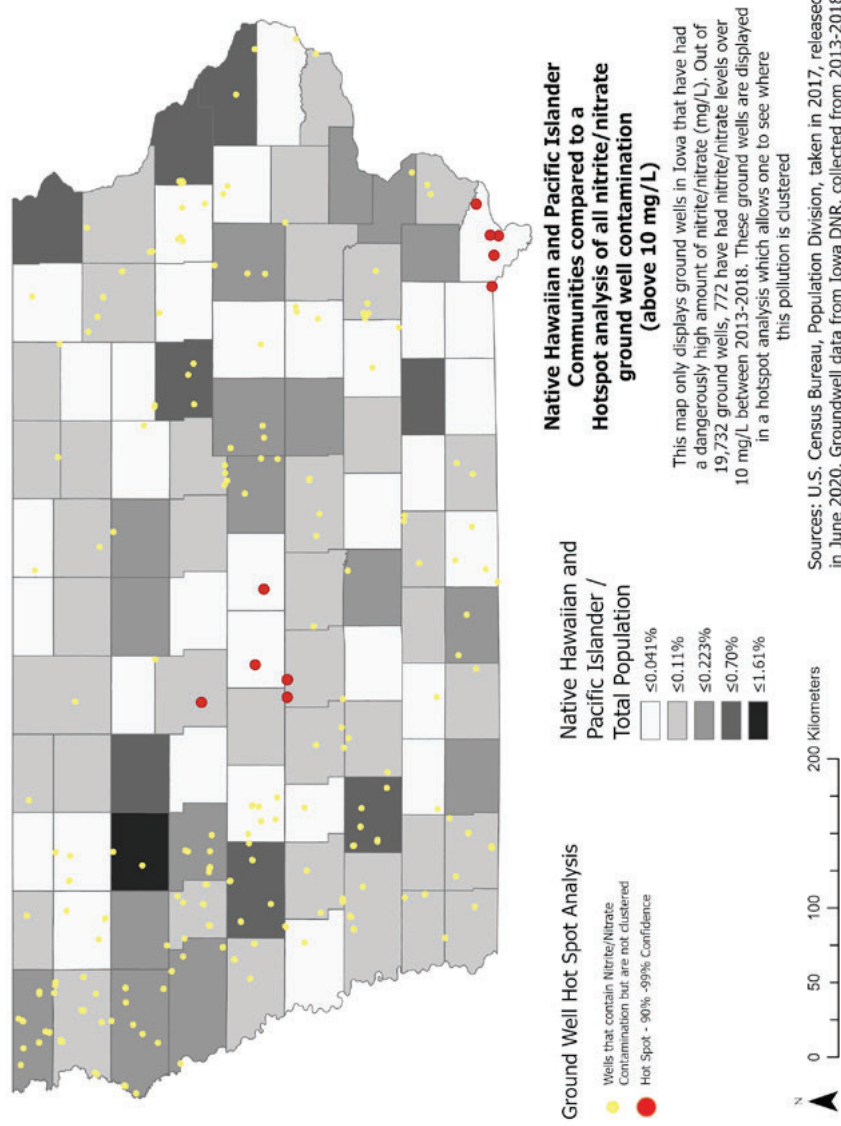 Native Hawaiian and Pacific Islander
Communities compared to a
Hotspot analysis of all nitrite/nitrate
ground well contamination
(above 10 mg/L)
This map only displays ground wells in Iowa that have had
a dangerously high amount of nitrite/nitrate (mg/L). Out of
19,732 ground wells, 772 have had nitrite/nitrate levels over
10 mg/L between 2013-2018. These ground wells are displayed
in a hotspot analysis which allows one to see where
this pollution is clustered
Sources: U.S. Census Bureau, Population Division, taken in 2017, released
in June 2020. Groundwell data from Iowa DNR, collected from 2013-2018
Native Hawaiian and
Pacific Islander /
Total Population
≤0.041%
≤0.11%
≤0.223%
≤0.70%
≤1.61%
Ground Well Hot Spot Analysis
Wells that contain Nitrite/Nitrate
Contamination but are not clustered
Hot Spot - 90% -99% Confidence
N
0 50 100 200 Kilometers